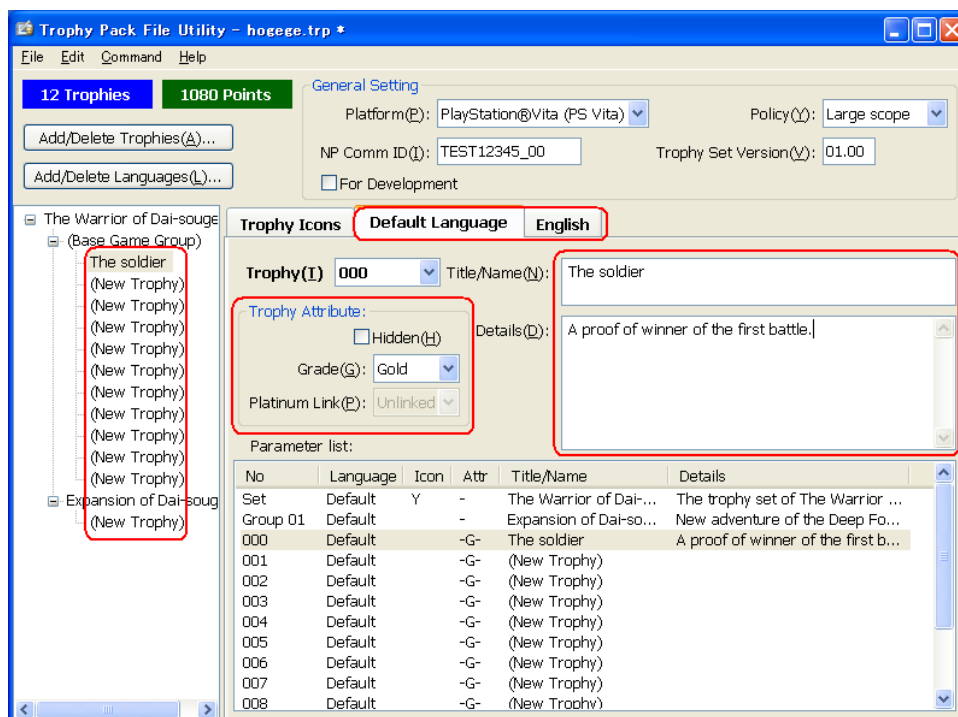 Trophy Pack File Utility - hogege.trp *
File Edit Command Help
12 Trophies 1080 Points
General Setting
Platform(P): PlayStation®Vita (PS Vita) Policy(Y): Large scope
Add/Delete Trophies(A)...
NP Comm ID(I): TEST12345_00 Trophy Set Version(V): 01.00
Add/Delete Languages(L)...
For Development
The Warrior of Dai-souge
(Base Game Group)
The soldier
(New Trophy)
(New Trophy)
(New Trophy)
(New Trophy)
(New Trophy)
(New Trophy)
(New Trophy)
(New Trophy)
(New Trophy)
(New Trophy)
Expansion of Dai-soug
(New Trophy)
Trophy Icons Default Language English
Trophy(T) 000 Title/Name(N): The soldier
Trophy Attribute:
Hidden(H)
Details(D): A proof of winner of the first battle.
Grade(G): Gold
Platinum Link(P): Unlinked
Parameter list:
No Language Icon Attr Title/Name Details
Set Default Y - The Warrior of Dai-... The trophy set of The Warrior ...
Group 01 Default - Expansion of Dai-so... New adventure of the Deep Fo...
000 Default -G- The soldier A proof of winner of the first b...
001 Default -G- (New Trophy)
002 Default -G- (New Trophy)
003 Default -G- (New Trophy)
004 Default -G- (New Trophy)
005 Default -G- (New Trophy)
006 Default -G- (New Trophy)
007 Default -G- (New Trophy)
008 Default -G- (New Trophy)